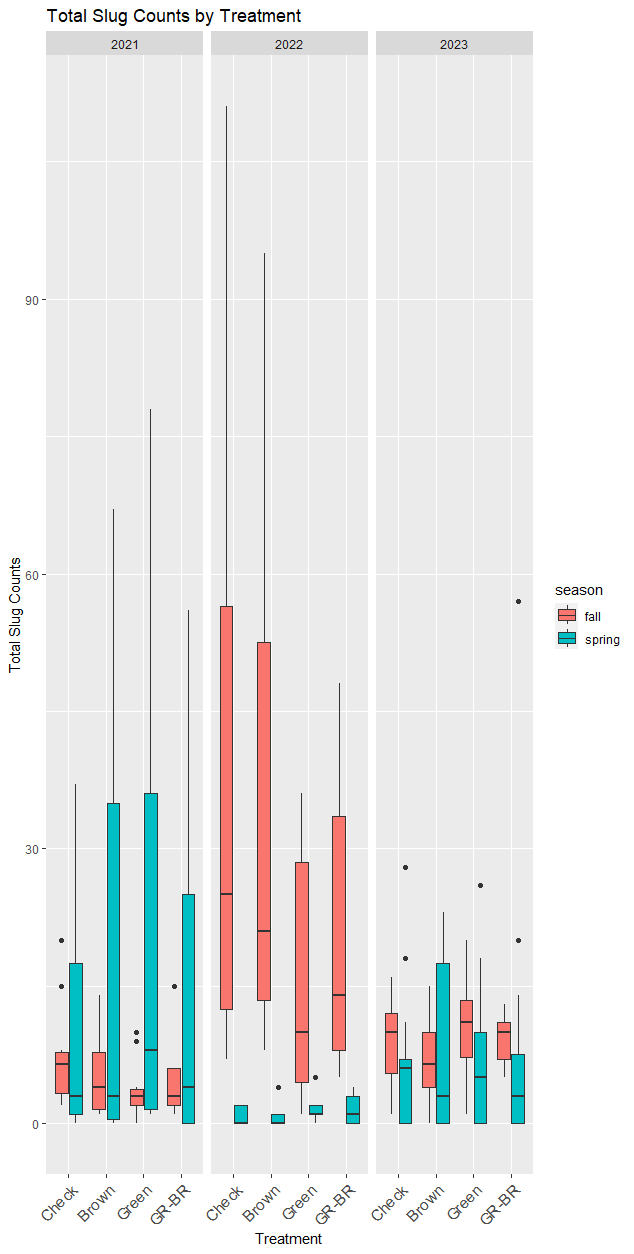 Total Slug Counts by Treatment
2021 2022 2023
90
60
30
0
Total Slug Counts
Check Brown Green GR-BR Check Brown Green GR-BR Check Brown Green GR-BR
Treatment
season
fall
spring